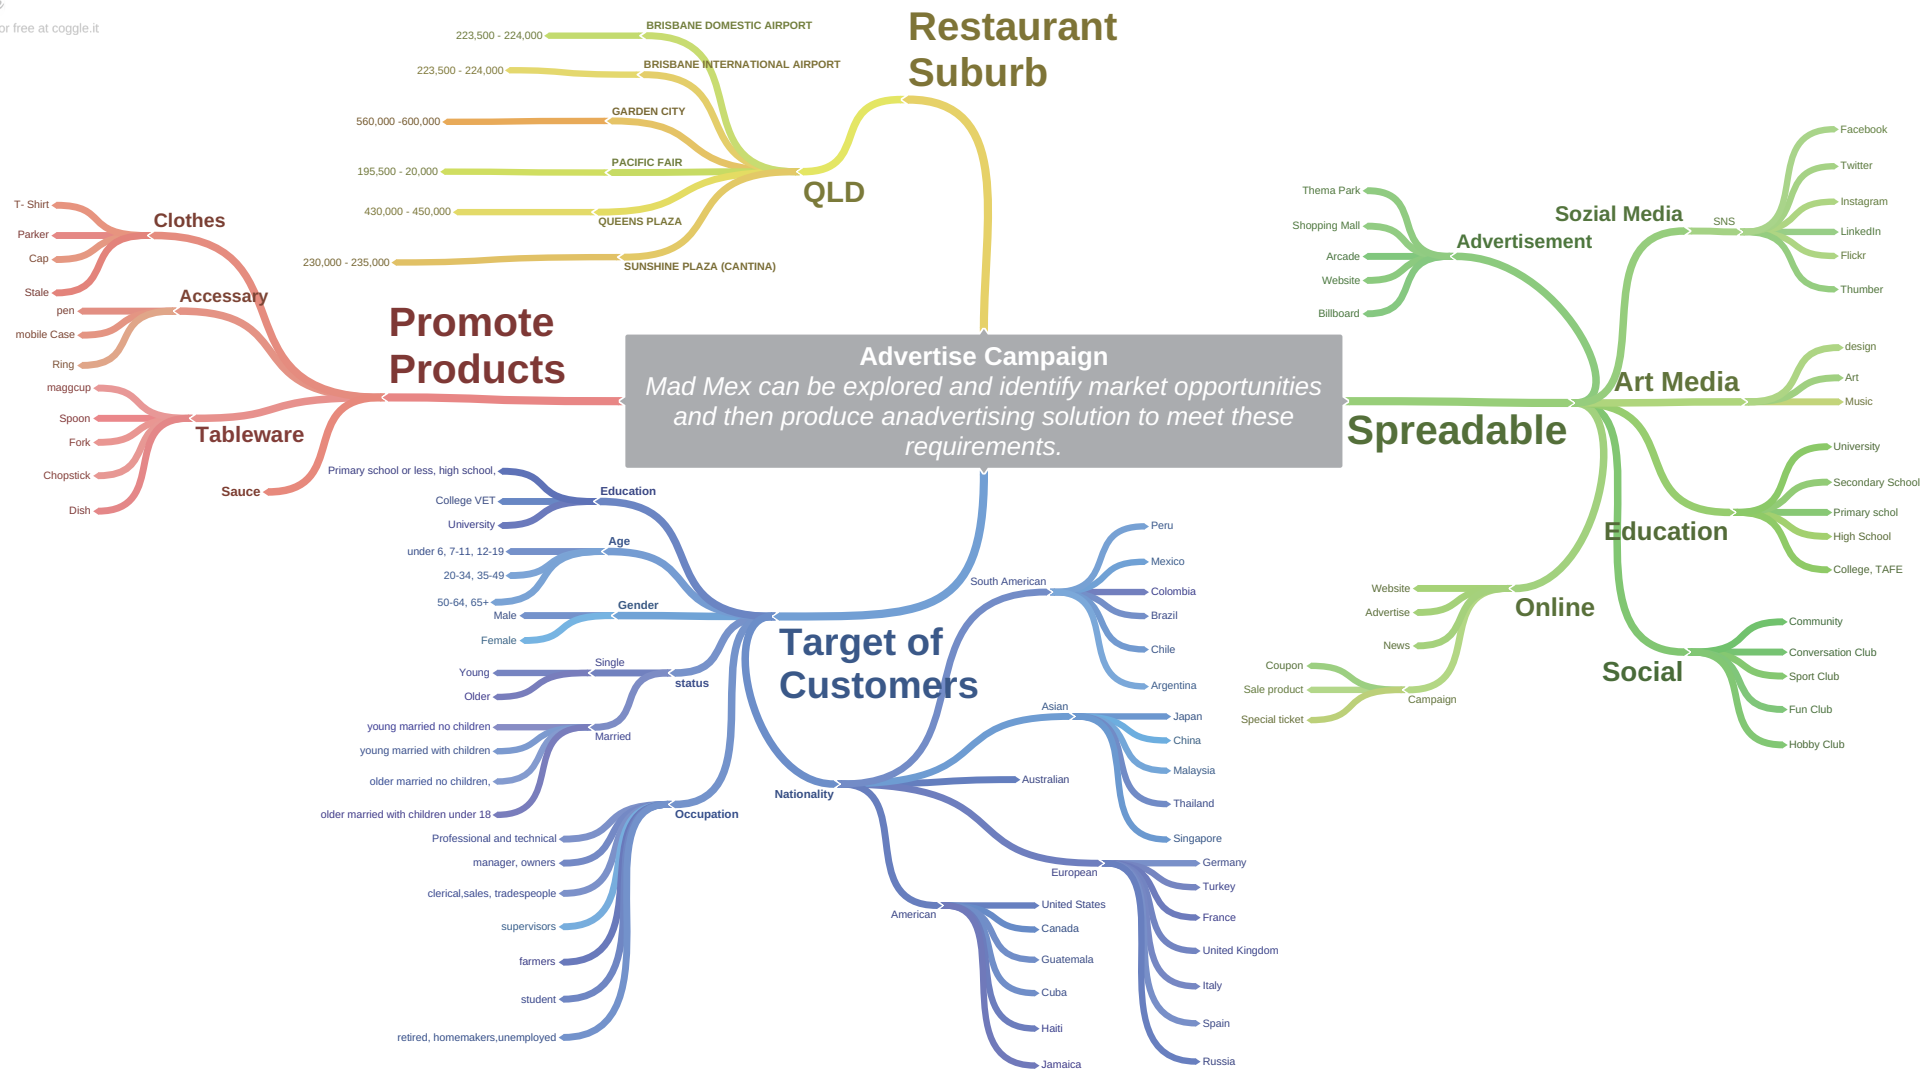 or free at coggle.it
Restaurant
Suburb
QLD
BRISBANE DOMESTIC AIRPORT
223,500 - 224,000
BRISBANE INTERNATIONAL AIRPORT
223,500 - 224,000
GARDEN CITY
560,000 -600,000
PACIFIC FAIR
195,500 - 20,000
QUEENS PLAZA
430,000 - 450,000
SUNSHINE PLAZA (CANTINA)
230,000 - 235,000
Promote
Products
Clothes
T- Shirt
Parker
Cap
Stale
Accessary
pen
mobile Case
Ring
Tableware
maggcup
Spoon
Fork
Chopstick
Dish
Sauce
Advertise Campaign
Mad Mex can be explored and identify market opportunities
and then produce anadvertising solution to meet these
requirements.
Spreadable
Advertisement
Thema Park
Shopping Mall
Arcade
Website
Billboard
Sozial Media
SNS
Facebook
Twitter
Instagram
LinkedIn
Flickr
Thumber
Art Media
design
Art
Music
Education
University
Secondary School
Primary schol
High School
College, TAFE
Online
Website
Advertise
News
Campaign
Coupon
Sale product
Special ticket
Social
Community
Conversation Club
Sport Club
Fun Club
Hobby Club
Target of
Customers
Education
Primary school or less, high school,
College VET
University
Age
under 6, 7-11, 12-19
20-34, 35-49
50-64, 65+
Gender
Male
Female
status
Single
Young
Older
Married
young married no children
young married with children
older married no children,
older married with children under 18
Occupation
Professional and technical
manager, owners
clerical,sales, tradespeople
supervisors
farmers
student
retired, homemakers,unemployed
Nationality
South American
Peru
Mexico
Colombia
Brazil
Chile
Argentina
Asian
Japan
China
Malaysia
Thailand
Singapore
Australian
European
Germany
Turkey
France
United Kingdom
Italy
Spain
Russia
American
United States
Canada
Guatemala
Cuba
Haiti
Jamaica